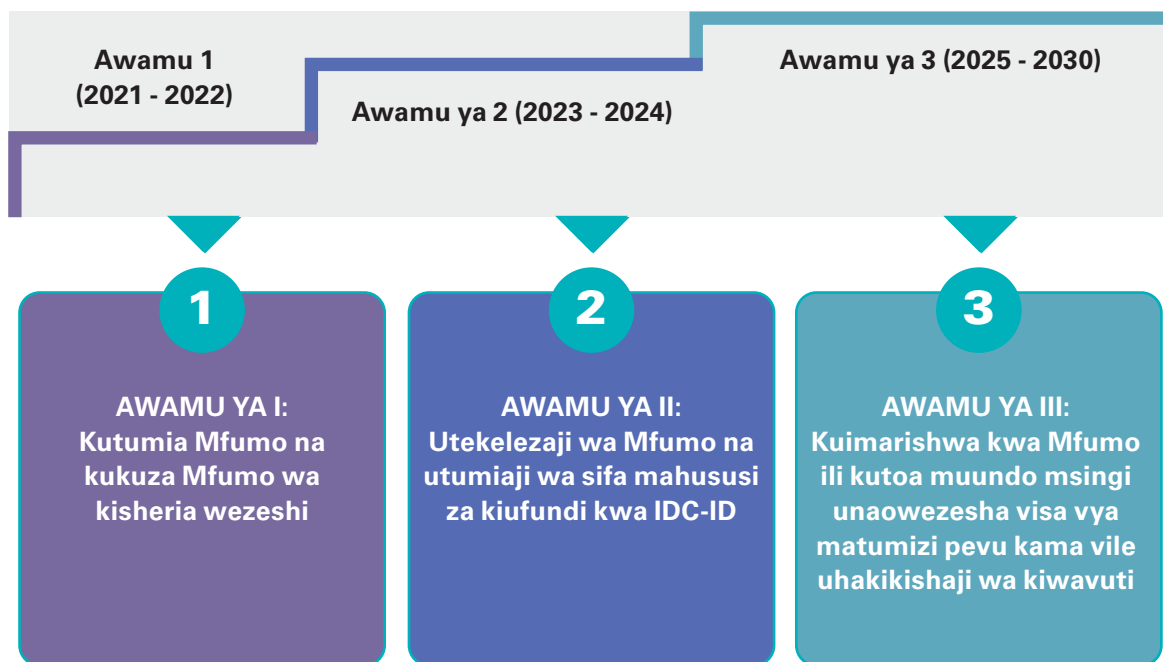 Awamu 1
(2021 - 2022)
Awamu ya 2 (2023 - 2024)
Awamu ya 3 (2025 - 2030)
1
AWAMU YA I:
Kutumia Mfumo na
kukuza Mfumo wa
kisheria wezeshi
2
AWAMU YA II:
Utekelezaji wa Mfumo na
utumiaji wa sifa mahususi
za kiufundi kwa IDC-ID
3
AWAMU YA III:
Kuimarishwa kwa Mfumo
ili kutoa muundo msingi
unaowezesha visa vya
matumizi pevu kama vile
uhakikishaji wa kiwavuti